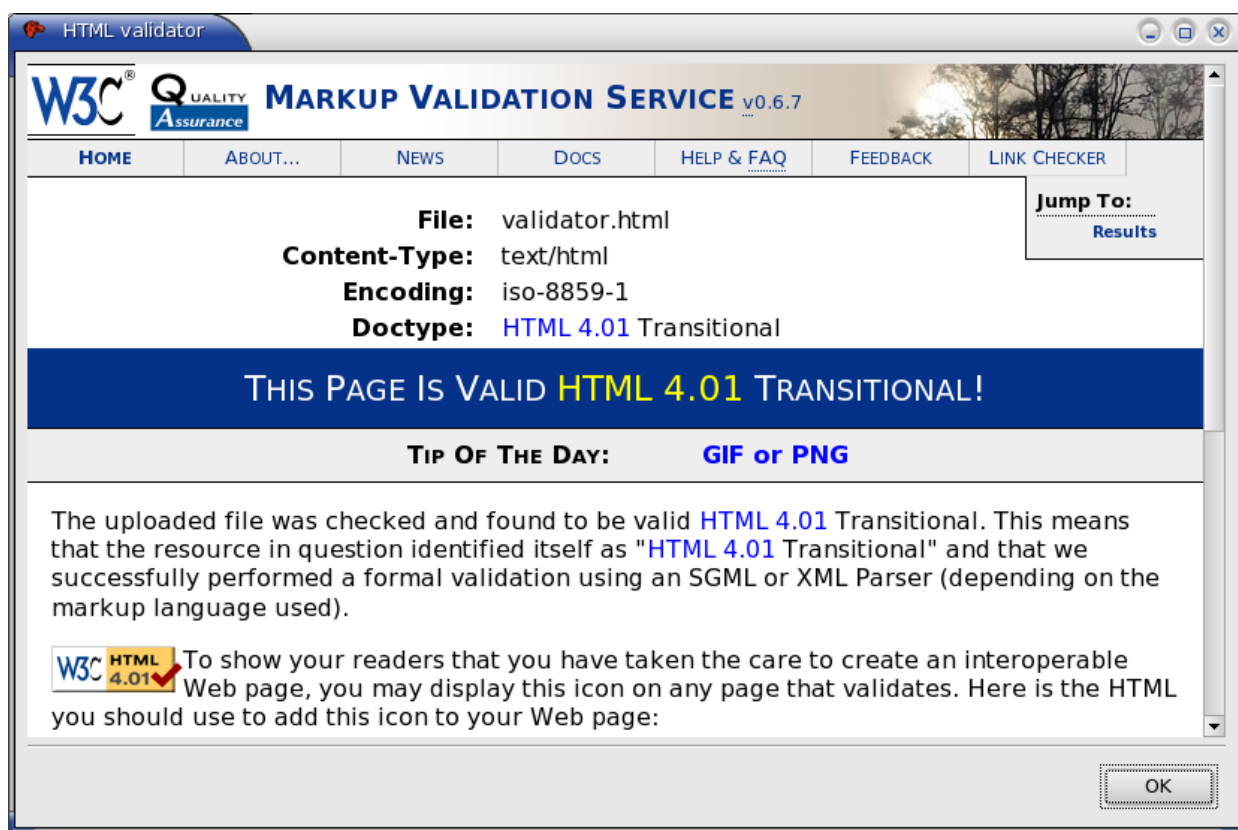 HTML validator
W3C® QUALITY Assurance MARKUP VALIDATION SERVICE v0.6.7
HOME ABOUT... NEWS DOCS HELP & FAQ FEEDBACK LINK CHECKER
Jump To:
Results
File: validator.html
Content-Type: text/html
Encoding: iso-8859-1
Doctype: HTML 4.01 Transitional
THIS PAGE IS VALID HTML 4.01 TRANSITIONAL!
TIP OF THE DAY: GIF or PNG
The uploaded file was checked and found to be valid HTML 4.01 Transitional. This means
that the resource in question identified itself as "HTML 4.01 Transitional" and that we
successfully performed a formal validation using an SGML or XML Parser (depending on the
markup language used).
W3C HTML 4.01 To show your readers that you have taken the care to create an interoperable
Web page, you may display this icon on any page that validates. Here is the HTML
you should use to add this icon to your Web page:
OK